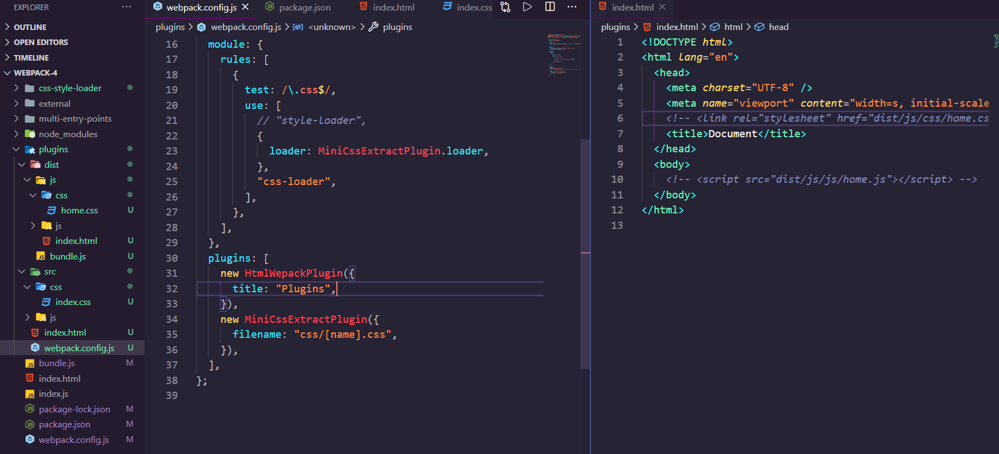 EXPLORER
OUTLINE
OPEN EDITORS
TIMELINE
WEBPACK-4
css-style-loader
external
multi-entry-points
node_modules
plugins
dist
js
css
home.css U
js
index.html U
bundle.js U
src
css
index.css U
js
index.html U
webpack.config.js U
bundle.js M
index.html
index.js
package-lock.json M
package.json M
webpack.config.js M
webpack.config.js package.json index.html index.css
plugins > webpack.config.js > <unknown> > plugins
16 module: {
17 rules: [
18 {
19 test: /\.css$/,
20 use: [
21 // "style-loader",
22 {
23 loader: MiniCssExtractPlugin.loader,
24 },
25 "css-loader",
26 ],
27 },
28 ],
29 },
30 plugins: [
31 new HtmlWepackPlugin({
32 title: "Plugins",
33 }),
34 new MiniCssExtractPlugin({
35 filename: "css/[name].css",
36 }),
37 ],
38 };
39
index.html
plugins > index.html > html > head
1 <!DOCTYPE html>
2 <html lang="en">
3 <head>
4 <meta charset="UTF-8" />
5 <meta name="viewport" content="width=s, initial-scale
6 <!-- <link rel="stylesheet" href="dist/js/css/home.cs
7 <title>Document</title>
8 </head>
9 <body>
10 <!-- <script src="dist/js/js/home.js"></script> -->
11 </body>
12 </html>
13